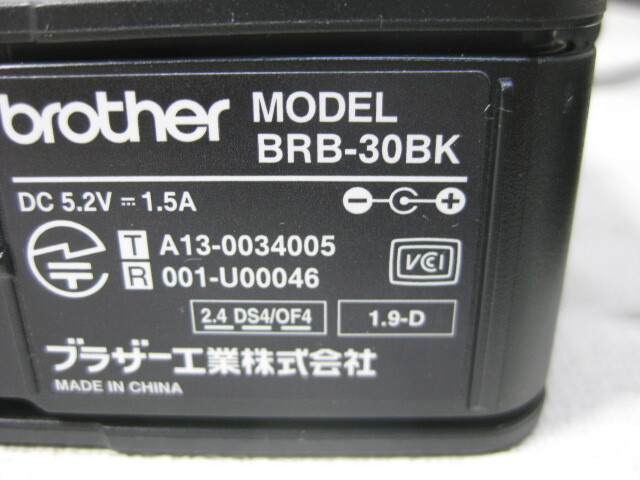 brother MODEL
BRB-30BK
DC 5.2V ⎓ 1.5A
T A13-0034005
R 001-U00046
VCCI
2.4 DS4/OF4 1.9-D
ブラザー工業株式会社
MADE IN CHINA